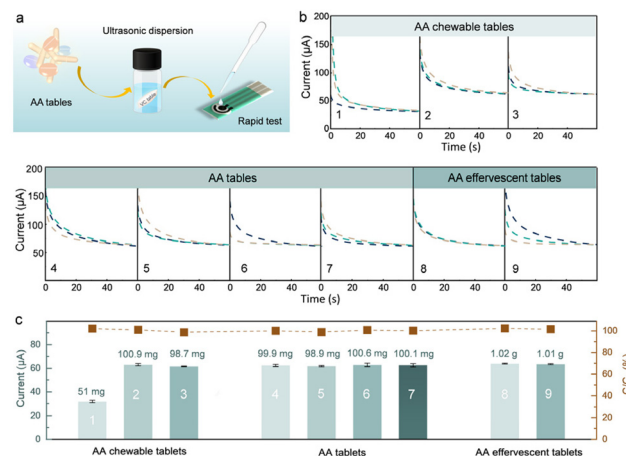 a
Ultrasonic dispersion
AA tables
VC table
Rapid test
b
AA chewable tables
Current (µA)
200
150
100
50
0
1
2
3
0 20 40 0 20 40 0 20 40
Time (s)
AA tables
AA effervescent tables
Current (µA)
200
150
100
50
4
5
6
7
8
9
0 20 40 0 20 40 0 20 40 0 20 40 0 20 40 0 20 40
Time (s)
c
Current (µA)
80
60
40
20
0
51 mg
100.9 mg
98.7 mg
99.9 mg
98.9 mg
100.6 mg
100.1 mg
1.02 g
1.01 g
1
2
3
4
5
6
7
8
9
100
80
60
40
20
0
(%)
AA chewable tablets
AA tablets
AA effervescent tablets